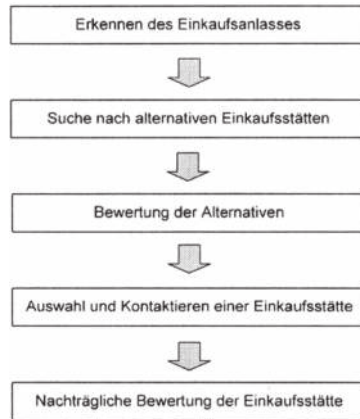 Erkennen des Einkaufsanlasses
Suche nach alternativen Einkaufsstätten
Bewertung der Alternativen
Auswahl und Kontaktieren einer Einkaufsstätte
Nachträgliche Bewertung der Einkaufsstätte